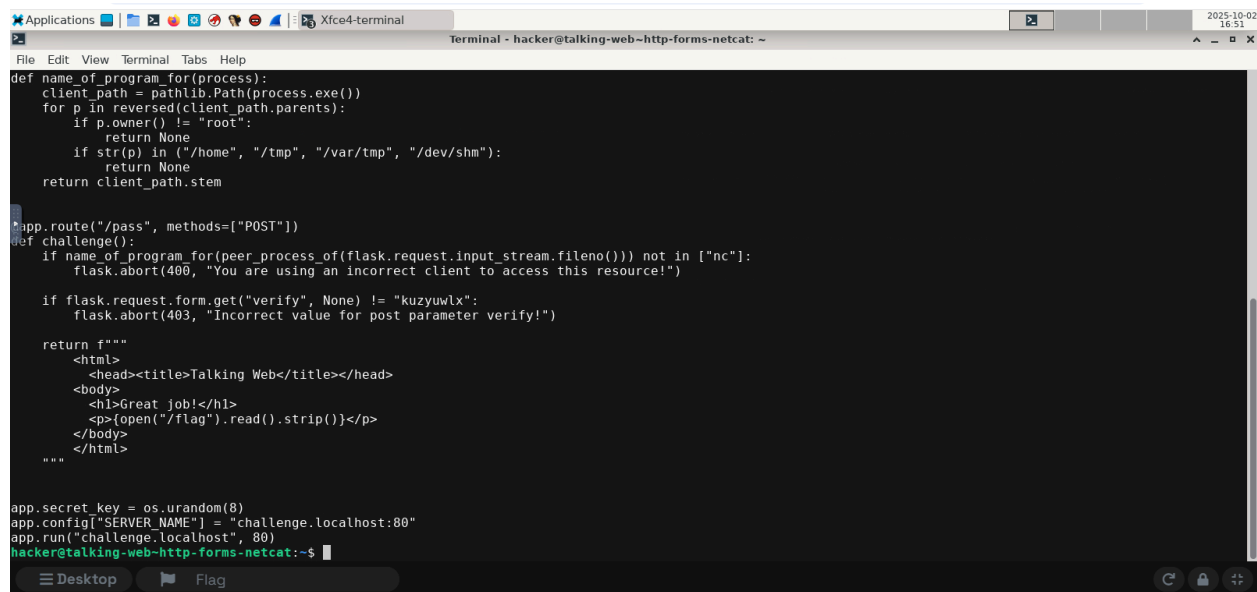 Applications
Xfce4-terminal
2025-10-02
16:51
Terminal - hacker@talking-web~http-forms-netcat: ~
File Edit View Terminal Tabs Help
def name_of_program_for(process):
    client_path = pathlib.Path(process.exe())
    for p in reversed(client_path.parents):
        if p.owner() != "root":
            return None
        if str(p) in ("/home", "/tmp", "/var/tmp", "/dev/shm"):
            return None
    return client_path.stem
app.route("/pass", methods=["POST"])
def challenge():
    if name_of_program_for(peer_process_of(flask.request.input_stream.fileno())) not in ["nc"]:
        flask.abort(400, "You are using an incorrect client to access this resource!")
    if flask.request.form.get("verify", None) != "kuzyuwlx":
        flask.abort(403, "Incorrect value for post parameter verify!")
    return f"""
        <html>
          <head><title>Talking Web</title></head>
        <body>
          <h1>Great job!</h1>
          <p>{open("/flag").read().strip()}</p>
        </body>
        </html>
    """
app.secret_key = os.urandom(8)
app.config["SERVER_NAME"] = "challenge.localhost:80"
app.run("challenge.localhost", 80)
hacker@talking-web~http-forms-netcat:~$
Desktop
Flag